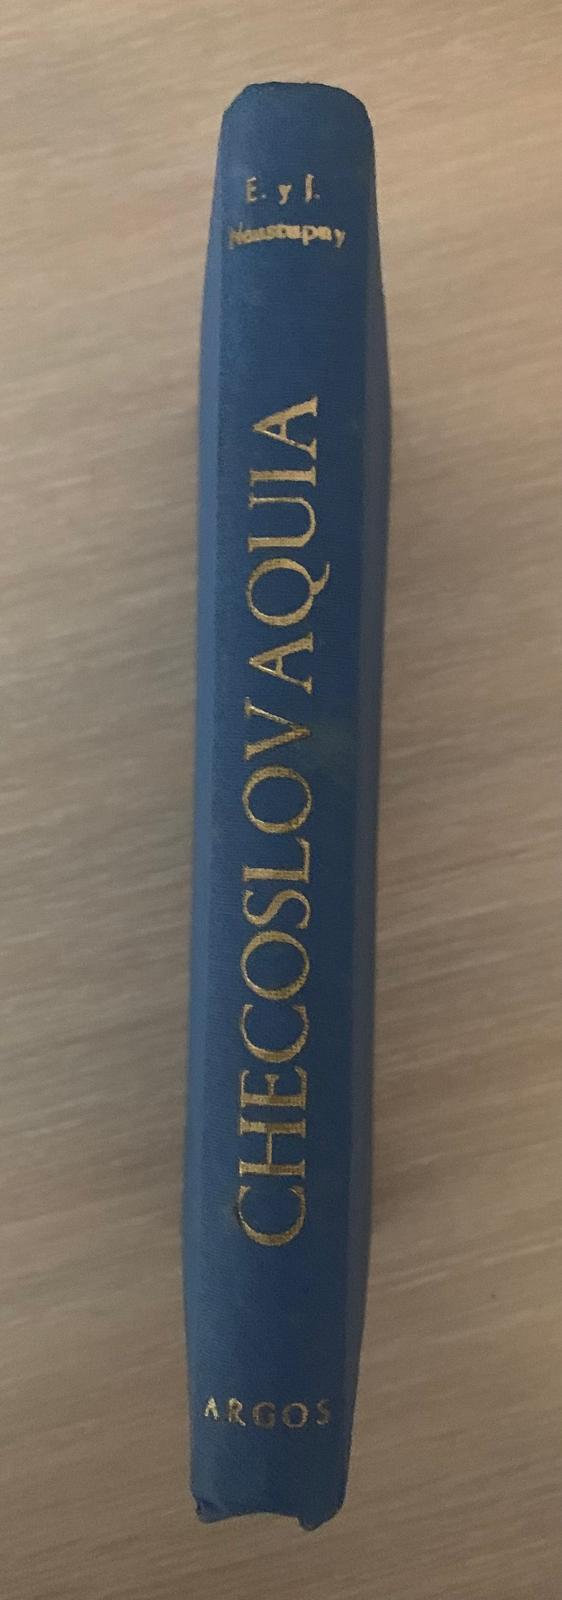 E. y J.
Neustupny
CHECOSLOVAQUIA
ARGOS